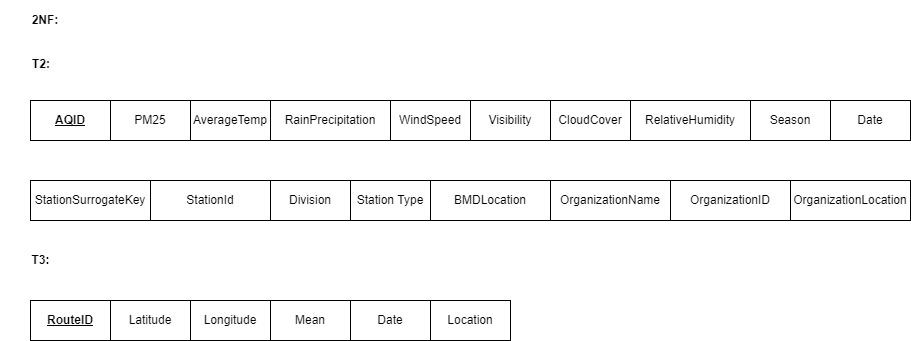 2NF:
T2:
AQID PM25 AverageTemp RainPrecipitation WindSpeed Visibility CloudCover RelativeHumidity Season Date
StationSurrogateKey StationId Division Station Type BMDLocation OrganizationName OrganizationID OrganizationLocation
T3:
RouteID Latitude Longitude Mean Date Location